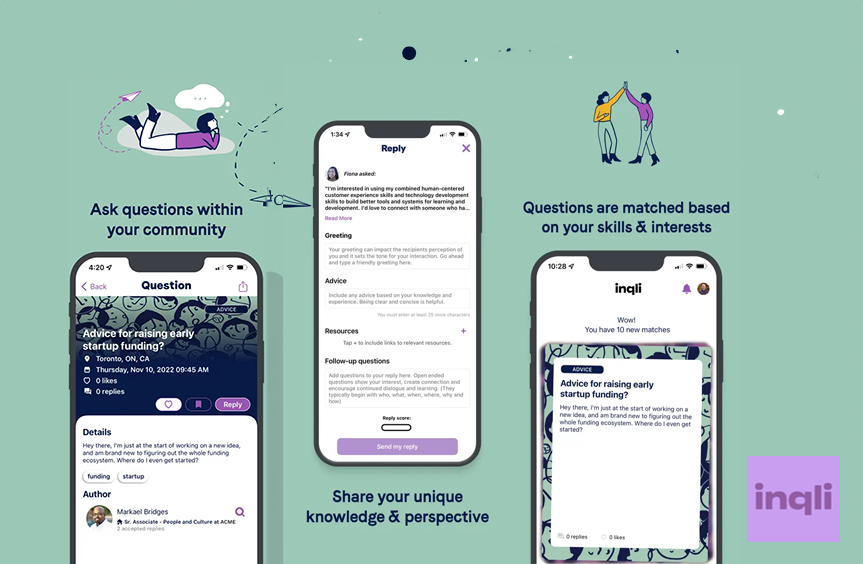 Ask questions within
your community
4:20
Back
Question
ADVICE
Advice for raising early
startup funding?
Toronto, ON, CA
Thursday, Nov 10, 2022 09:45 AM
0 likes
0 replies
Reply
Details
Hey there, I'm just at the start of working on a new idea,
and am brand new to figuring out the whole funding
ecosystem. Where do I even get started?
funding
startup
Author
Markael Bridges
Sr. Associate - People and Culture at ACME
2 accepted replies
1:34
Reply
Fiona asked:
"I'm interested in using my combined human-centered
customer experience skills and technology development
skills to build better tools and systems for learning and
development. I'd love to connect with someone who ha...
Read More
Greeting
Your greeting can impact the recipients perception of
you and it sets the tone for your interaction. Go ahead
and type a friendly greeting here.
Advice
Include any advice based on your knowledge and
experience. Being clear and concise is helpful.
You must enter at least 25 more characters
Resources
+
Tap + to include links to relevant resources.
Follow-up questions
Add questions to your reply here. Open ended
questions show your interest, create connection and
encourage continued dialogue and learning. (They
typically begin with who, what, when, where, why and
how)
Reply score:
Send my reply
Share your unique
knowledge & perspective
Questions are matched based
on your skills & interests
10:28
inqli
Wow!
You have 10 new matches
ADVICE
Advice for raising early
startup funding?
Hey there, I'm just at the start of working on a
new idea, and am brand new to figuring out the
whole funding ecosystem. Where do I even get
started?
0 replies
0 likes
inqli